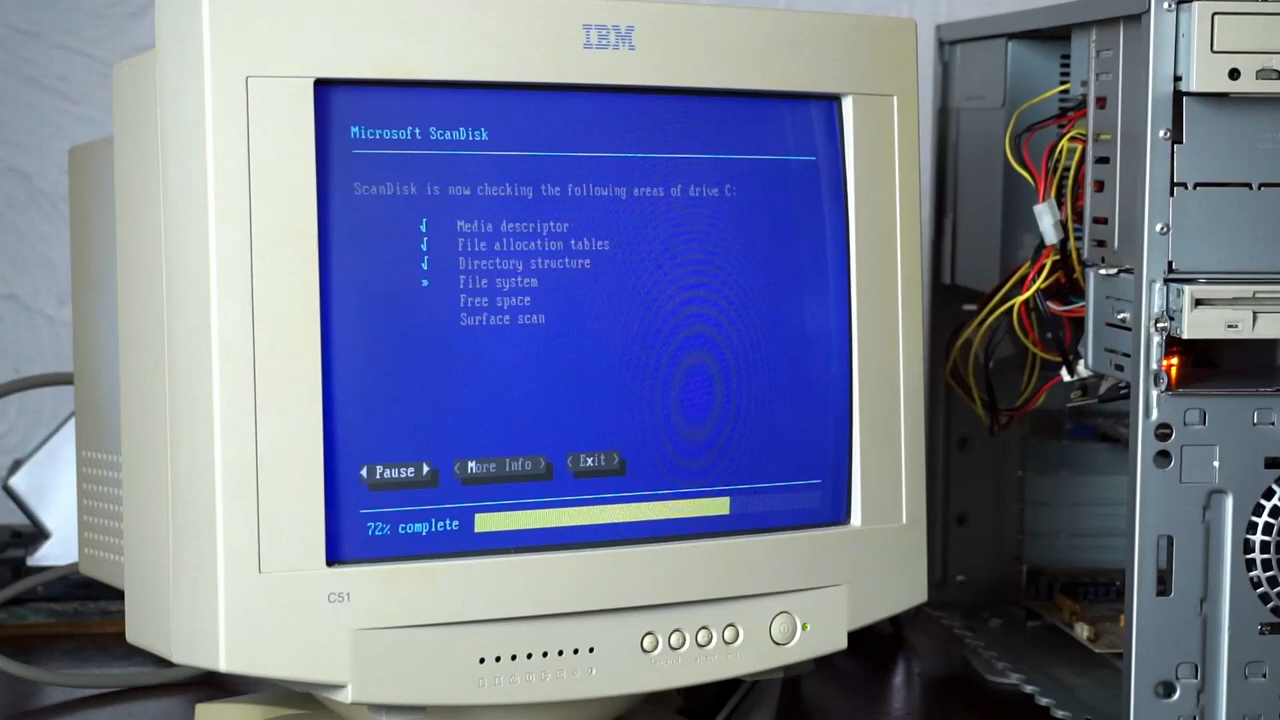 IBM
Microsoft ScanDisk
ScanDisk is now checking the following areas of drive C:
√ Media descriptor
√ File allocation tables
√ Directory structure
» File system
Free space
Surface scan
◄ Pause ► < More Info > < Exit >
72% complete
C51